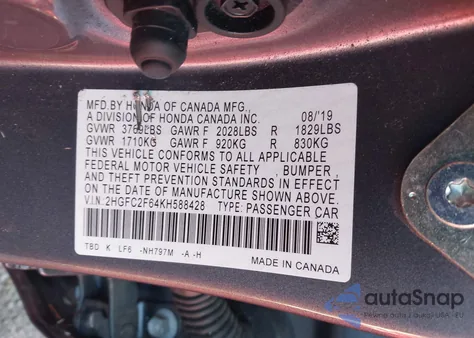 MFD.BY HONDA OF CANADA MFG.,
A DIVISION OF HONDA CANADA INC. 08/'19
GVWR 3769LBS GAWR F 2028LBS R 1829LBS
GVWR 1710KG GAWR F 920KG R 830KG
THIS VEHICLE CONFORMS TO ALL APPLICABLE
FEDERAL MOTOR VEHICLE SAFETY , BUMPER ,
AND THEFT PREVENTION STANDARDS IN EFFECT
ON THE DATE OF MANUFACTURE SHOWN ABOVE.
V.I.N: 2HGFC2F64KH588428 TYPE: PASSENGER CAR
TBD K LF6 -NH797M -A -H
MADE IN CANADA
autoSnap